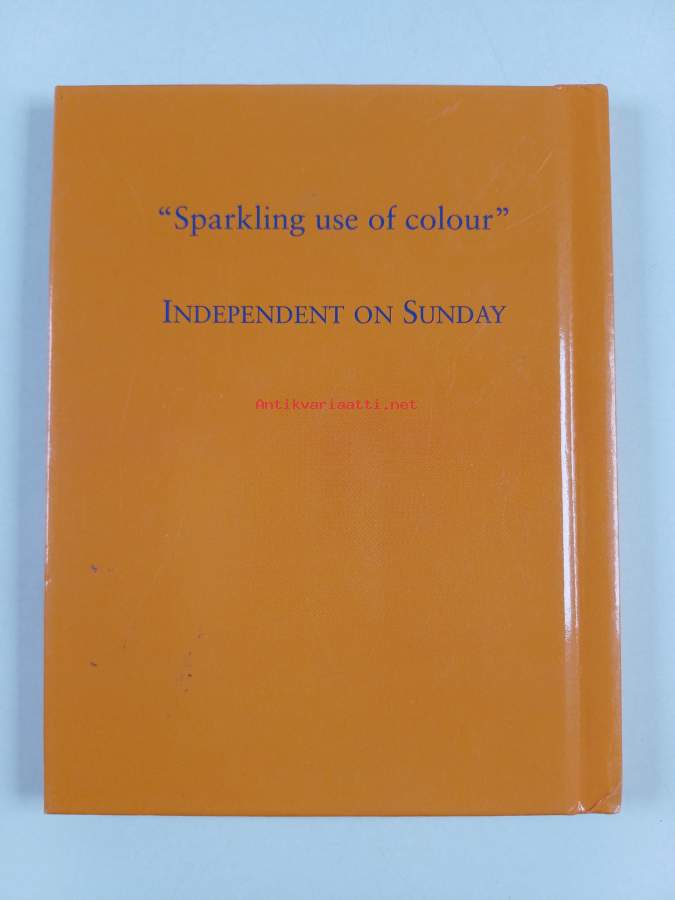 “Sparkling use of colour”
INDEPENDENT ON SUNDAY
Antikvariaatti.net